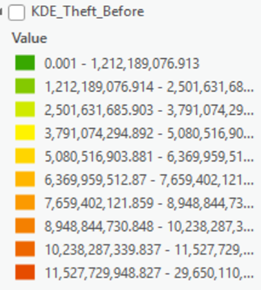 KDE_Theft_Before
Value
0.001 - 1,212,189,076.913
1,212,189,076.914 - 2,501,631,68...
2,501,631,685.903 - 3,791,074,29...
3,791,074,294.892 - 5,080,516,90...
5,080,516,903.881 - 6,369,959,51...
6,369,959,512.87 - 7,659,402,121...
7,659,402,121.859 - 8,948,844,73...
8,948,844,730.848 - 10,238,287,3...
10,238,287,339.837 - 11,527,729,...
11,527,729,948.827 - 29,650,110,...